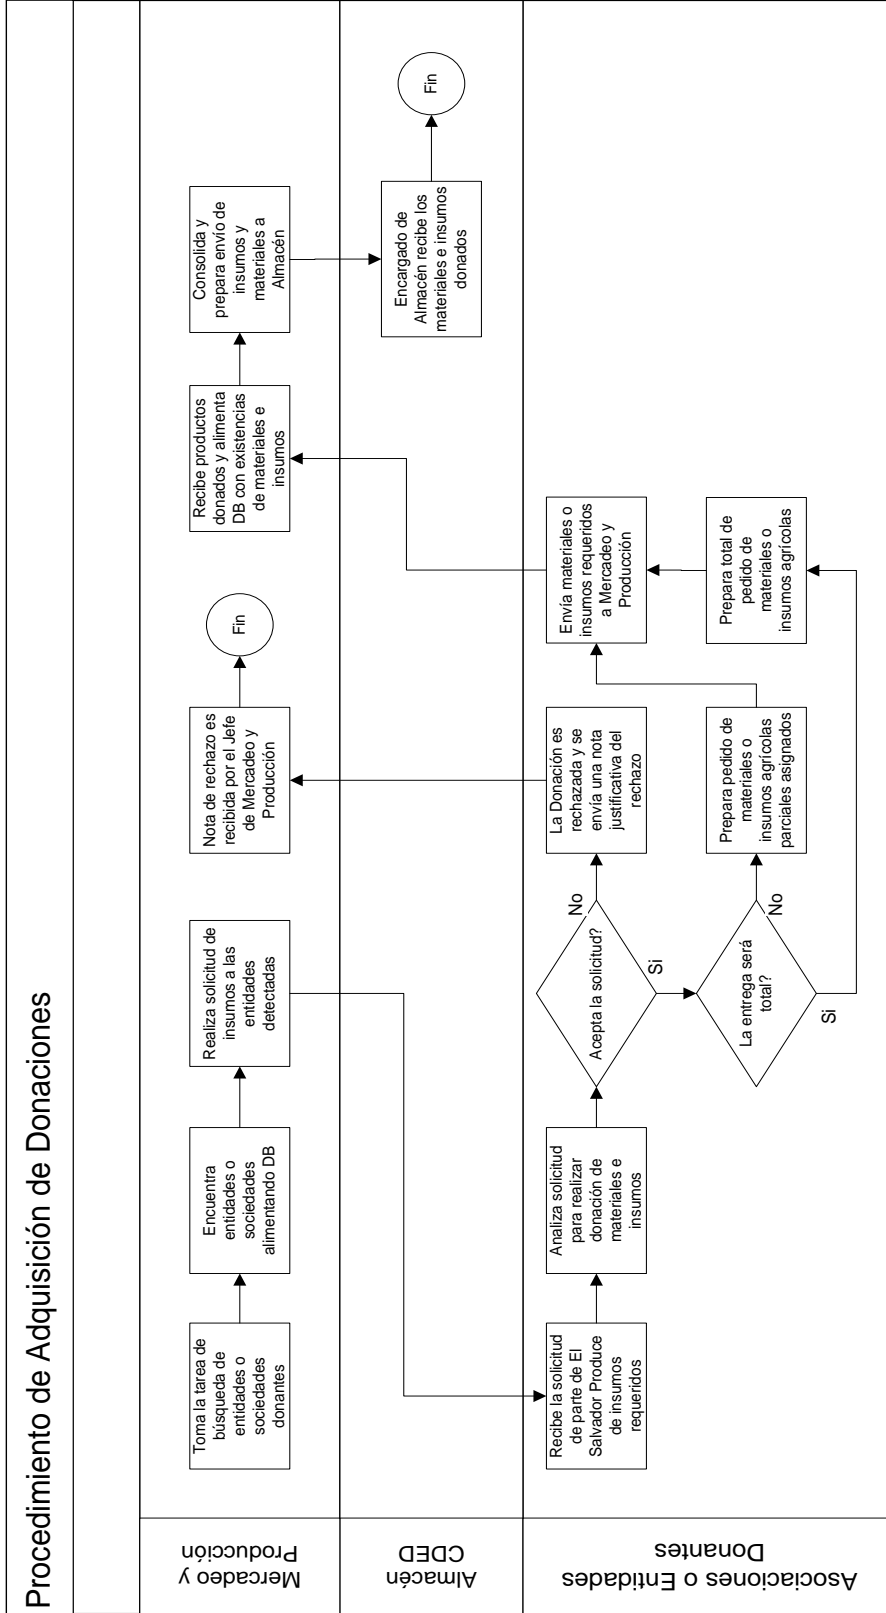 Procedimiento de Adquisición de Donaciones
Mercadeo y
Producción
Toma la tarea de
búsqueda de
entidades o
sociedades
donantes
Encuentra
entidades o
sociedades
alimentando DB
Realiza solicitud de
insumos a las
entidades
detectadas
Nota de rechazo es
recibida por el Jefe
de Mercadeo y
Producción
Fin
Recibe productos
donados y alimenta
DB con existencias
de materiales e
insumos
Consolida y
prepara envío de
insumos y
materiales a
Almacén
Almacén
CDED
Encargado de
Almacén recibe los
materiales e insumos
donados
Fin
Asociaciones o Entidades
Donantes
Recibe la solicitud
de parte de El
Salvador Produce
de insumos
requeridos
Analiza solicitud
para realizar
donación de
materiales e
insumos
Acepta la solicitud?
No
Si
La Donación es
rechazada y se
envía una nota
justificativa del
rechazo
La entrega será
total?
No
Si
Prepara pedido de
materiales o
insumos agrícolas
parciales asignados
Envía materiales o
insumos requeridos
a Mercadeo y
Producción
Prepara total de
pedido de
materiales o
insumos agrícolas